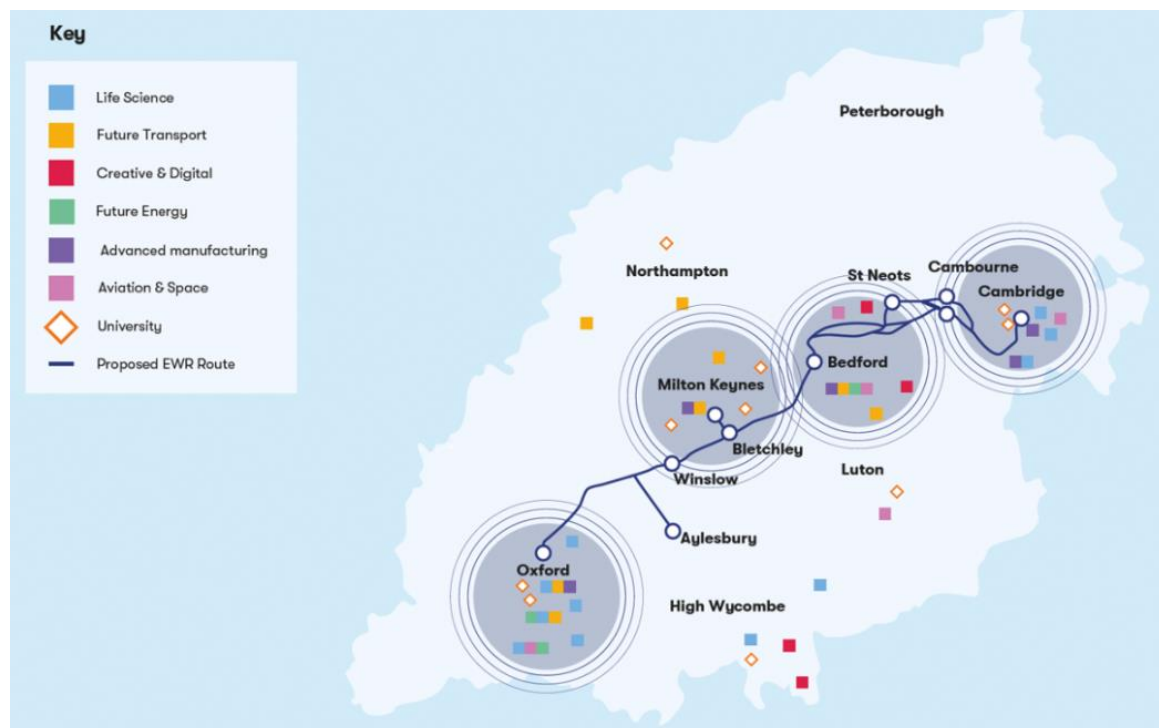 Key
Life Science
Future Transport
Creative & Digital
Future Energy
Advanced manufacturing
Aviation & Space
University
Proposed EWR Route
Peterborough
Northampton
St Neots
Cambourne
Cambridge
Bedford
Milton Keynes
Bletchley
Winslow
Luton
Aylesbury
Oxford
High Wycombe